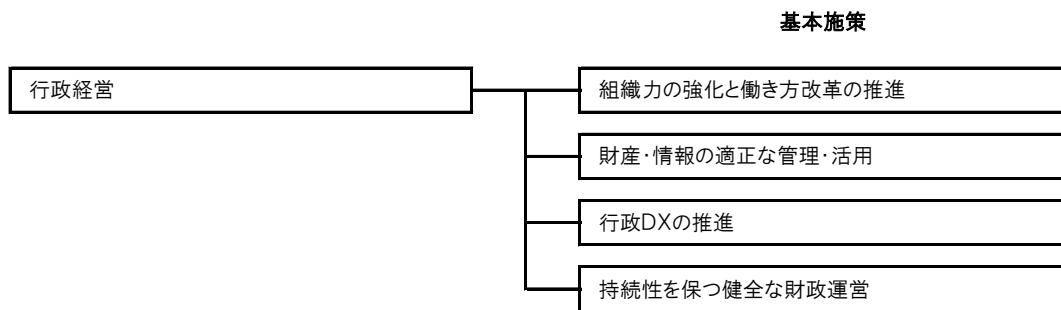 基本施策
行政経営
組織力の強化と働き方改革の推進
財産・情報の適正な管理・活用
行政DXの推進
持続性を保つ健全な財政運営